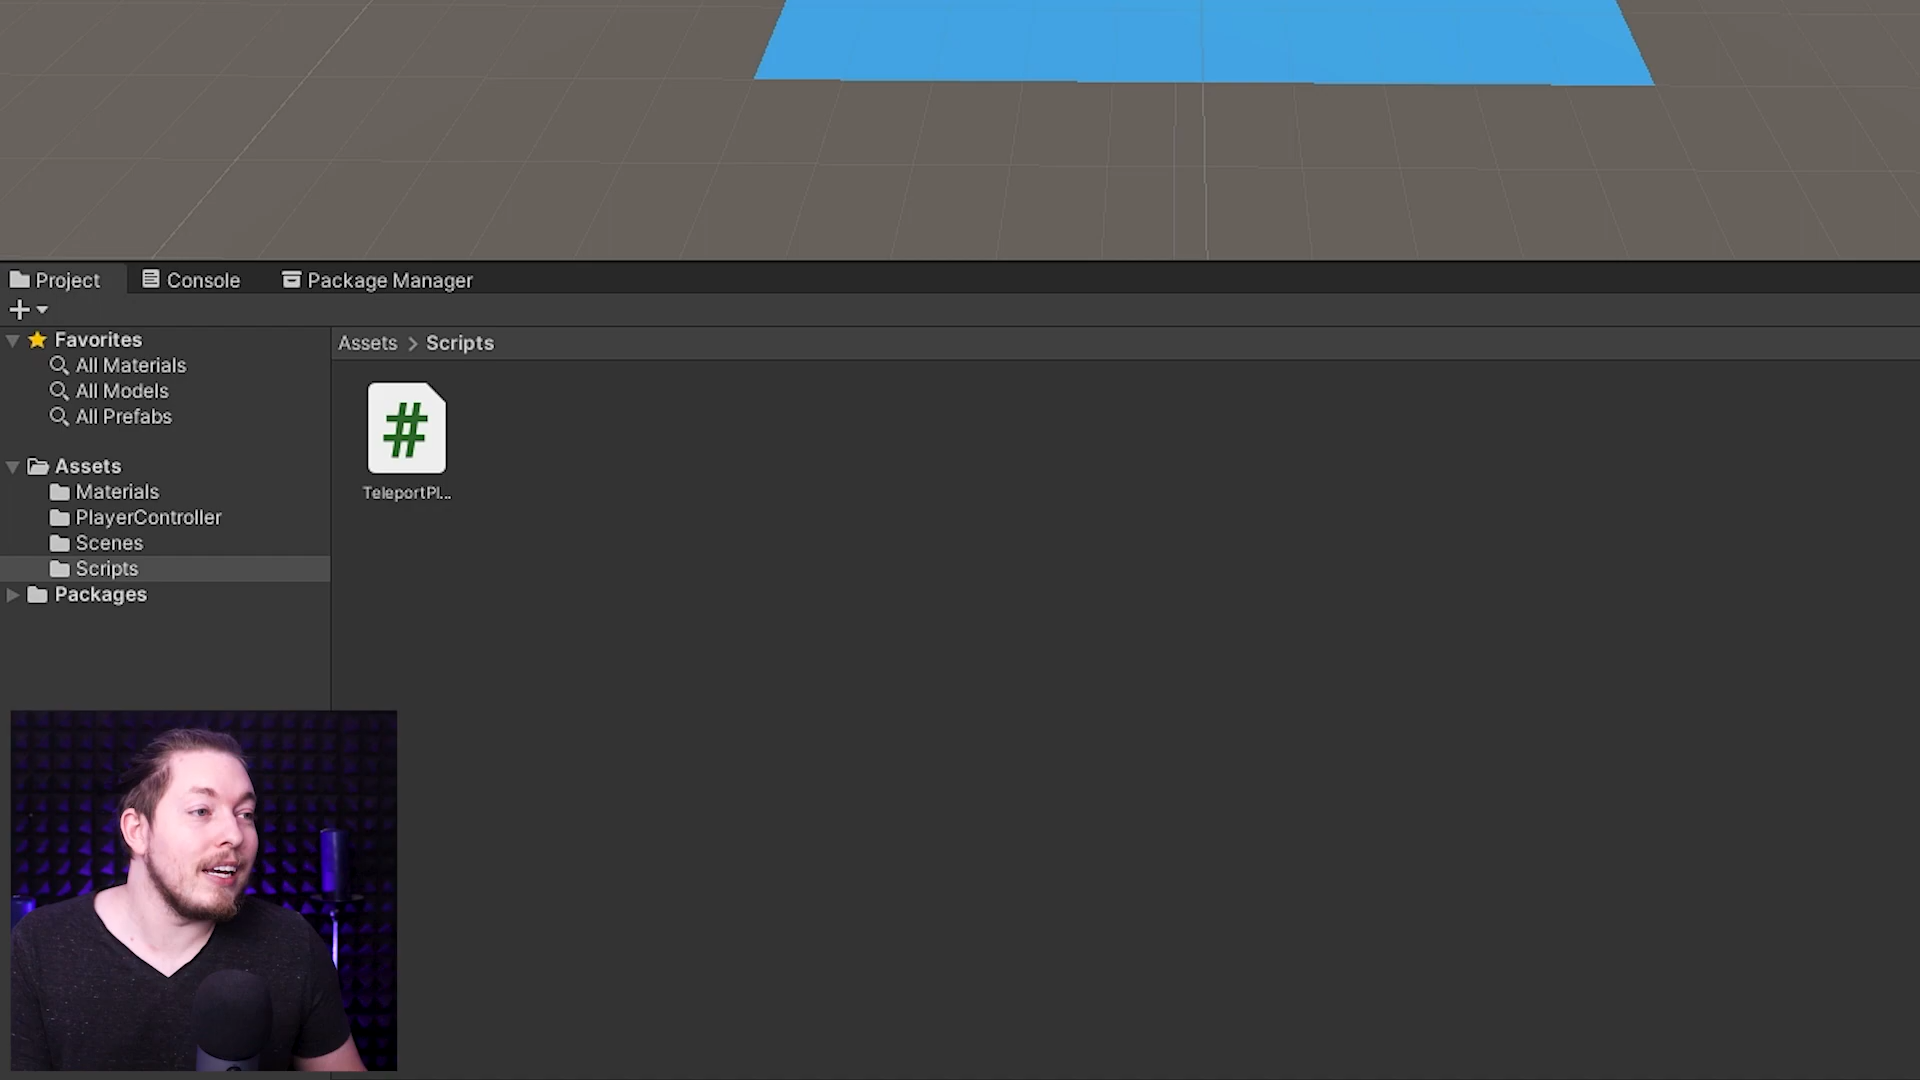 Project
Console
Package Manager
Favorites
All Materials
All Models
All Prefabs
Assets
Materials
PlayerController
Scenes
Scripts
Packages
Assets > Scripts
#
TeleportPl...